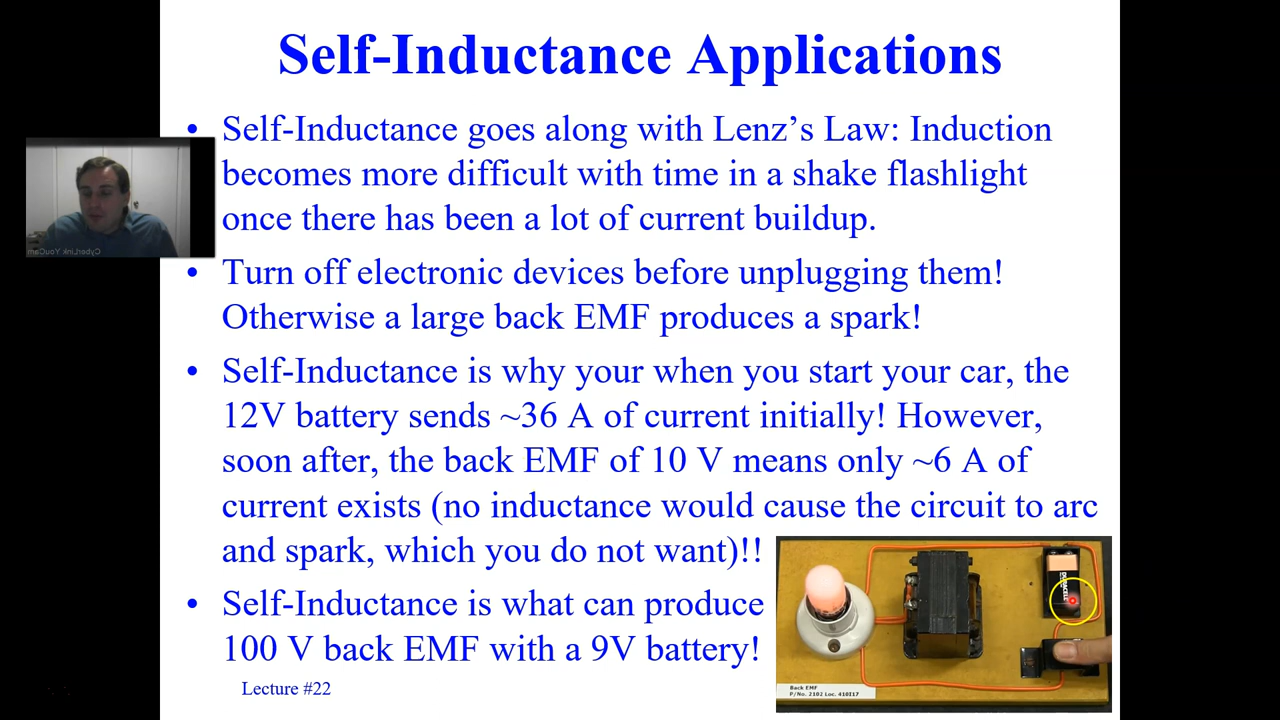 Self-Inductance Applications
• Self-Inductance goes along with Lenz's Law: Induction
becomes more difficult with time in a shake flashlight
once there has been a lot of current buildup.
• Turn off electronic devices before unplugging them!
Otherwise a large back EMF produces a spark!
• Self-Inductance is why your when you start your car, the
12V battery sends ~36 A of current initially! However,
soon after, the back EMF of 10 V means only ~6 A of
current exists (no inductance would cause the circuit to arc
and spark, which you do not want)!!
• Self-Inductance is what can produce
100 V back EMF with a 9V battery!
Lecture #22
CyberLink YouCam
DURACELL
Back EMF
P/No. 2102 Loc. 410I17